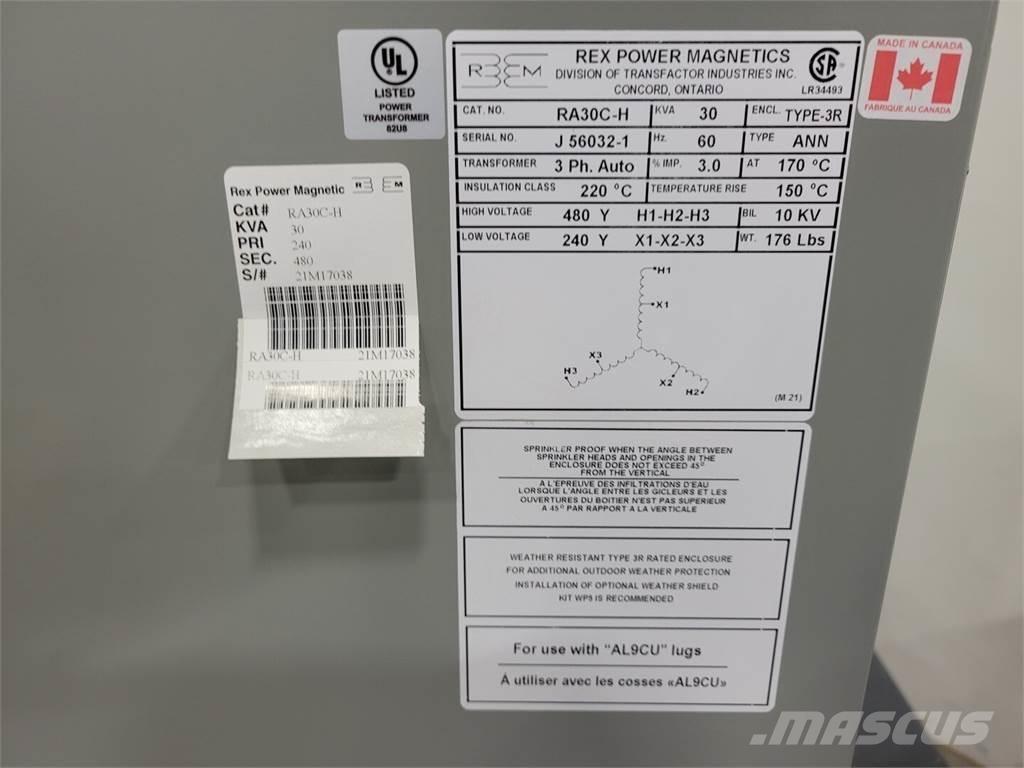 UL
LISTED
POWER
TRANSFORMER
82U8
REX POWER MAGNETICS
DIVISION OF TRANSFACTOR INDUSTRIES INC.
CONCORD, ONTARIO
SA
LR34493
MADE IN CANADA
FABRIQUE AU CANADA
CAT. NO. RA30C-H KVA 30 ENCL. TYPE-3R
SERIAL NO. J 56032-1 Hz. 60 TYPE ANN
TRANSFORMER 3 Ph. Auto % IMP. 3.0 AT 170 °C
INSULATION CLASS 220 °C TEMPERATURE RISE 150 °C
HIGH VOLTAGE 480 Y H1-H2-H3 BIL 10 KV
LOW VOLTAGE 240 Y X1-X2-X3 WT. 176 Lbs
H1
X1
X3
H3
X2
H2
(M 21)
Rex Power Magnetic
Cat# RA30C-H
KVA 30
PRI 240
SEC. 480
S/# 21M17038
RA30C-H 21M17038
RA30C-H 21M17038
SPRINKLER PROOF WHEN THE ANGLE BETWEEN
SPRINKLER HEADS AND OPENINGS IN THE
ENCLOSURE DOES NOT EXCEED 45°
FROM THE VERTICAL
A L'EPREUVE DES INFILTRATIONS D'EAU
LORSQUE L'ANGLE ENTRE LES GICLEURS ET LES
OUVERTURES DU BOITIER N'EST PAS SUPERIEUR
A 45° PAR RAPPORT A LA VERTICALE
WEATHER RESISTANT TYPE 3R RATED ENCLOSURE
FOR ADDITIONAL OUTDOOR WEATHER PROTECTION
INSTALLATION OF OPTIONAL WEATHER SHIELD
KIT WPS IS RECOMMENDED
For use with "AL9CU" lugs
À utiliser avec les cosses «AL9CU»
MASCUS